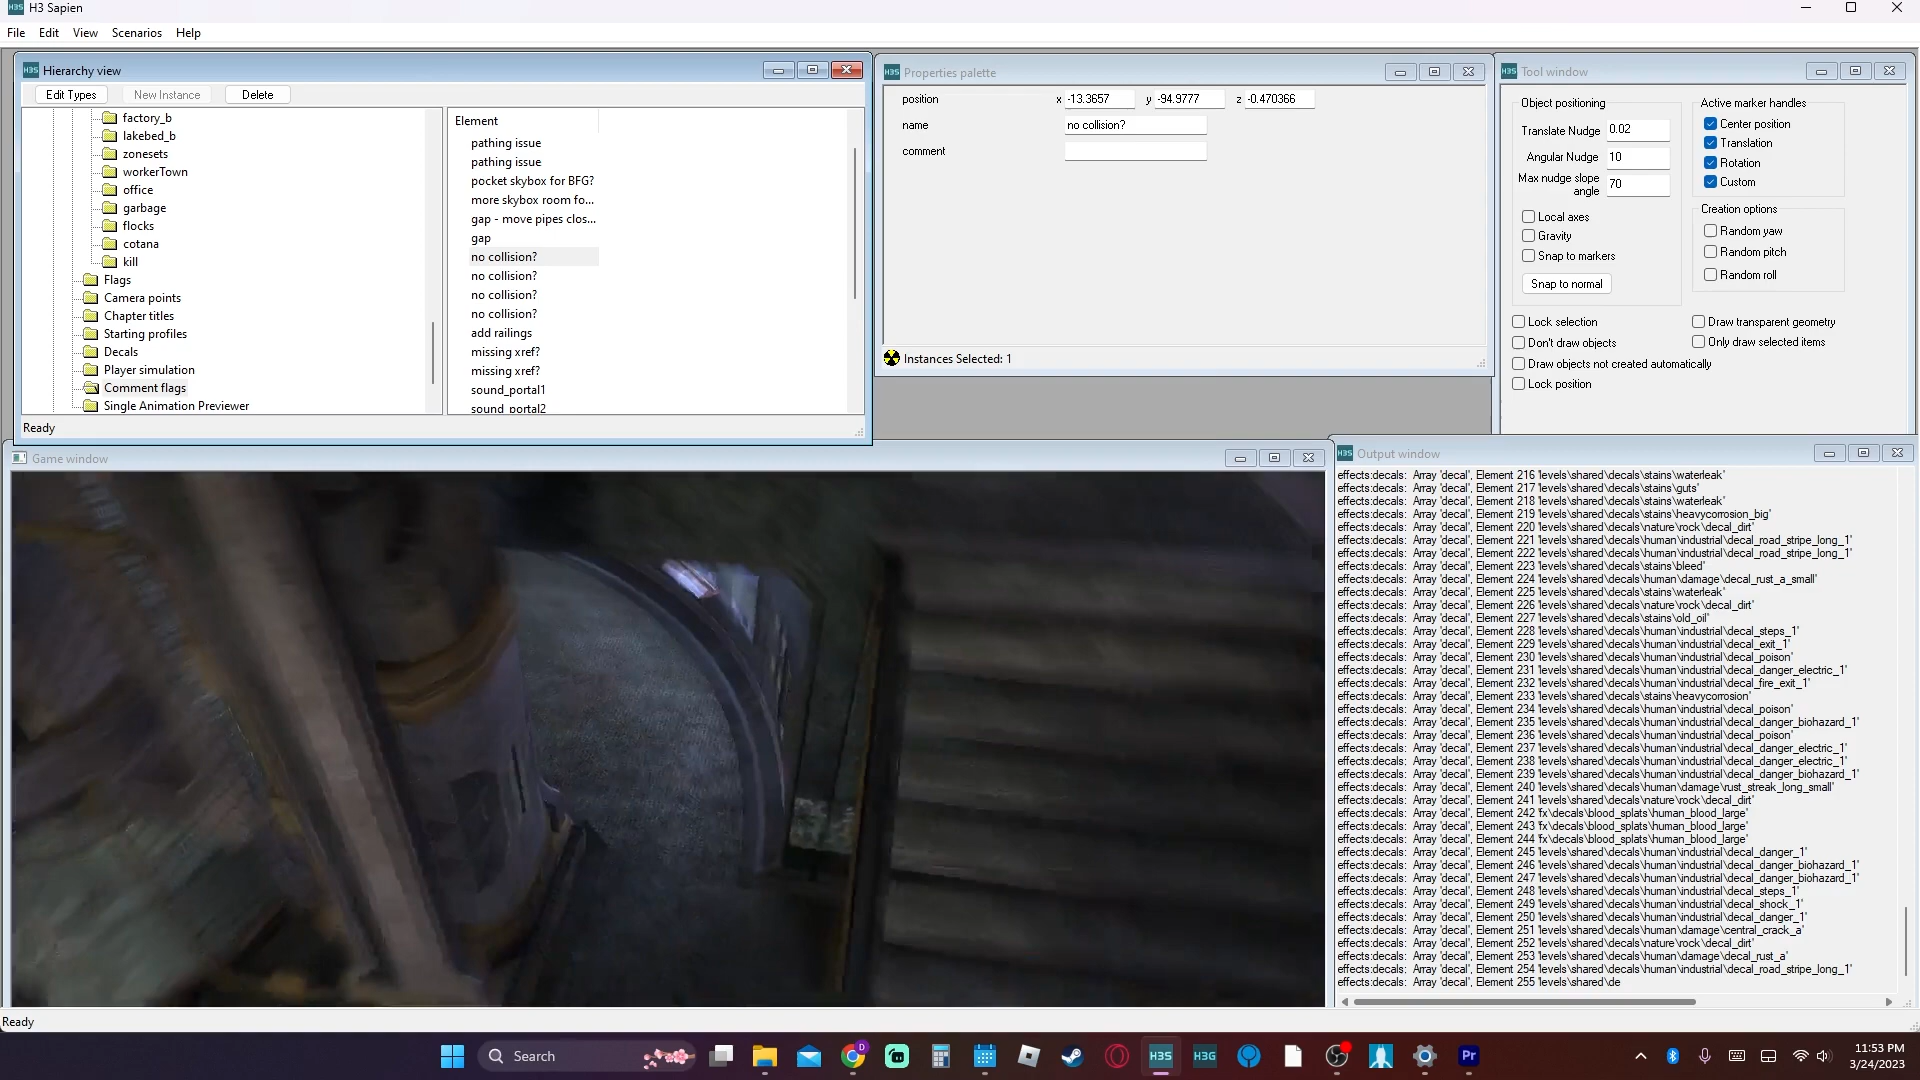 H3S H3 Sapien
File Edit View Scenarios Help
H3S Hierarchy view
Edit Types New Instance Delete
factory_b
lakebed_b
zonesets
workerTown
office
garbage
flocks
cotana
kill
Flags
Camera points
Chapter titles
Starting profiles
Decals
Player simulation
Comment flags
Single Animation Previewer
Element
pathing issue
pathing issue
pocket skybox for BFG?
more skybox room fo...
gap - move pipes clos...
gap
no collision?
no collision?
no collision?
no collision?
add railings
missing xref?
missing xref?
sound_portal1
sound_portal2
Ready
H3S Properties palette
position x -13.3657 y -94.9777 z -0.470366
name no collision?
comment
Instances Selected: 1
H3S Tool window
Object positioning
Translate Nudge 0.02
Angular Nudge 10
Max nudge slope angle 70
Local axes
Gravity
Snap to markers
Snap to normal
Active marker handles
Center position
Translation
Rotation
Custom
Creation options
Random yaw
Random pitch
Random roll
Lock selection
Don't draw objects
Draw objects not created automatically
Lock position
Draw transparent geometry
Only draw selected items
Game window
H3S Output window
effects:decals: Array 'decal', Element 216 'levels\shared\decals\stains\waterleak'
effects:decals: Array 'decal', Element 217 'levels\shared\decals\stains\guts'
effects:decals: Array 'decal', Element 218 'levels\shared\decals\stains\waterleak'
effects:decals: Array 'decal', Element 219 'levels\shared\decals\stains\heavycorrosion_big'
effects:decals: Array 'decal', Element 220 'levels\shared\decals\nature\rock\decal_dirt'
effects:decals: Array 'decal', Element 221 'levels\shared\decals\human\industrial\decal_road_stripe_long_1'
effects:decals: Array 'decal', Element 222 'levels\shared\decals\human\industrial\decal_road_stripe_long_1'
effects:decals: Array 'decal', Element 223 'levels\shared\decals\stains\bleed'
effects:decals: Array 'decal', Element 224 'levels\shared\decals\human\damage\decal_rust_a_small'
effects:decals: Array 'decal', Element 225 'levels\shared\decals\stains\waterleak'
effects:decals: Array 'decal', Element 226 'levels\shared\decals\nature\rock\decal_dirt'
effects:decals: Array 'decal', Element 227 'levels\shared\decals\stains\old_oil'
effects:decals: Array 'decal', Element 228 'levels\shared\decals\human\industrial\decal_steps_1'
effects:decals: Array 'decal', Element 229 'levels\shared\decals\human\industrial\decal_exit_1'
effects:decals: Array 'decal', Element 230 'levels\shared\decals\human\industrial\decal_poison'
effects:decals: Array 'decal', Element 231 'levels\shared\decals\human\industrial\decal_danger_electric_1'
effects:decals: Array 'decal', Element 232 'levels\shared\decals\human\industrial\decal_fire_exit_1'
effects:decals: Array 'decal', Element 233 'levels\shared\decals\stains\heavycorrosion'
effects:decals: Array 'decal', Element 234 'levels\shared\decals\human\industrial\decal_poison'
effects:decals: Array 'decal', Element 235 'levels\shared\decals\human\industrial\decal_danger_biohazard_1'
effects:decals: Array 'decal', Element 236 'levels\shared\decals\human\industrial\decal_poison'
effects:decals: Array 'decal', Element 237 'levels\shared\decals\human\industrial\decal_danger_electric_1'
effects:decals: Array 'decal', Element 238 'levels\shared\decals\human\industrial\decal_danger_electric_1'
effects:decals: Array 'decal', Element 239 'levels\shared\decals\human\industrial\decal_danger_biohazard_1'
effects:decals: Array 'decal', Element 240 'levels\shared\decals\human\damage\rust_streak_long_small'
effects:decals: Array 'decal', Element 241 'levels\shared\decals\nature\rock\decal_dirt'
effects:decals: Array 'decal', Element 242 'fx\decals\blood_splats\human_blood_large'
effects:decals: Array 'decal', Element 243 'fx\decals\blood_splats\human_blood_large'
effects:decals: Array 'decal', Element 244 'fx\decals\blood_splats\human_blood_large'
effects:decals: Array 'decal', Element 245 'levels\shared\decals\human\industrial\decal_danger_1'
effects:decals: Array 'decal', Element 246 'levels\shared\decals\human\industrial\decal_danger_biohazard_1'
effects:decals: Array 'decal', Element 247 'levels\shared\decals\human\industrial\decal_danger_biohazard_1'
effects:decals: Array 'decal', Element 248 'levels\shared\decals\human\industrial\decal_steps_1'
effects:decals: Array 'decal', Element 249 'levels\shared\decals\human\industrial\decal_shock_1'
effects:decals: Array 'decal', Element 250 'levels\shared\decals\human\industrial\decal_danger_1'
effects:decals: Array 'decal', Element 251 'levels\shared\decals\human\damage\central_crack_a'
effects:decals: Array 'decal', Element 252 'levels\shared\decals\nature\rock\decal_dirt'
effects:decals: Array 'decal', Element 253 'levels\shared\decals\human\damage\decal_rust_a'
effects:decals: Array 'decal', Element 254 'levels\shared\decals\human\industrial\decal_road_stripe_long_1'
effects:decals: Array 'decal', Element 255 'levels\shared\de
Ready
Search
D
H3S
H3G
Pr
11:53 PM
3/24/2023